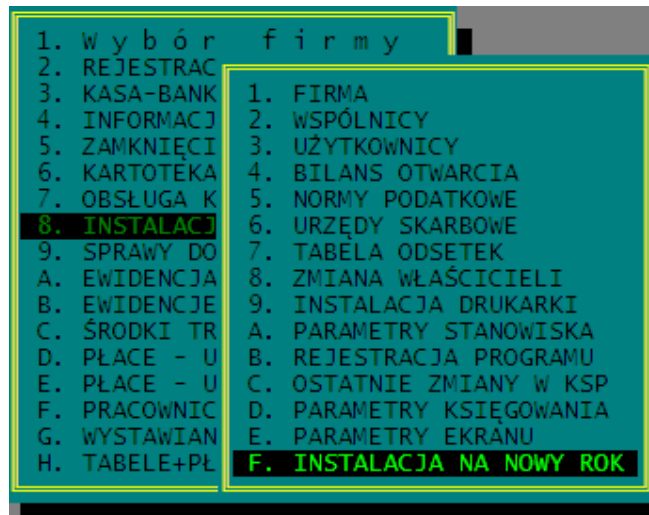 1. Wybór firmy
2. REJESTRAC
3. KASA-BANK
4. INFORMACJ
5. ZAMKNIĘCI
6. KARTOTEKA
7. OBSŁUGA K
8. INSTALACJ
9. SPRAWY DO
A. EWIDENCJA
B. EWIDENCJE
C. ŚRODKI TR
D. PŁACE - U
E. PŁACE - U
F. PRACOWNIC
G. WYSTAWIAN
H. TABELE+PŁ
1. FIRMA
2. WSPÓLNICY
3. UŻYTKOWNICY
4. BILANS OTWARCIA
5. NORMY PODATKOWE
6. URZĘDY SKARBOWE
7. TABELA ODSETEK
8. ZMIANA WŁAŚCICIELI
9. INSTALACJA DRUKARKI
A. PARAMETRY STANOWISKA
B. REJESTRACJA PROGRAMU
C. OSTATNIE ZMIANY W KSP
D. PARAMETRY KSIĘGOWANIA
E. PARAMETRY EKRANU
F. INSTALACJA NA NOWY ROK